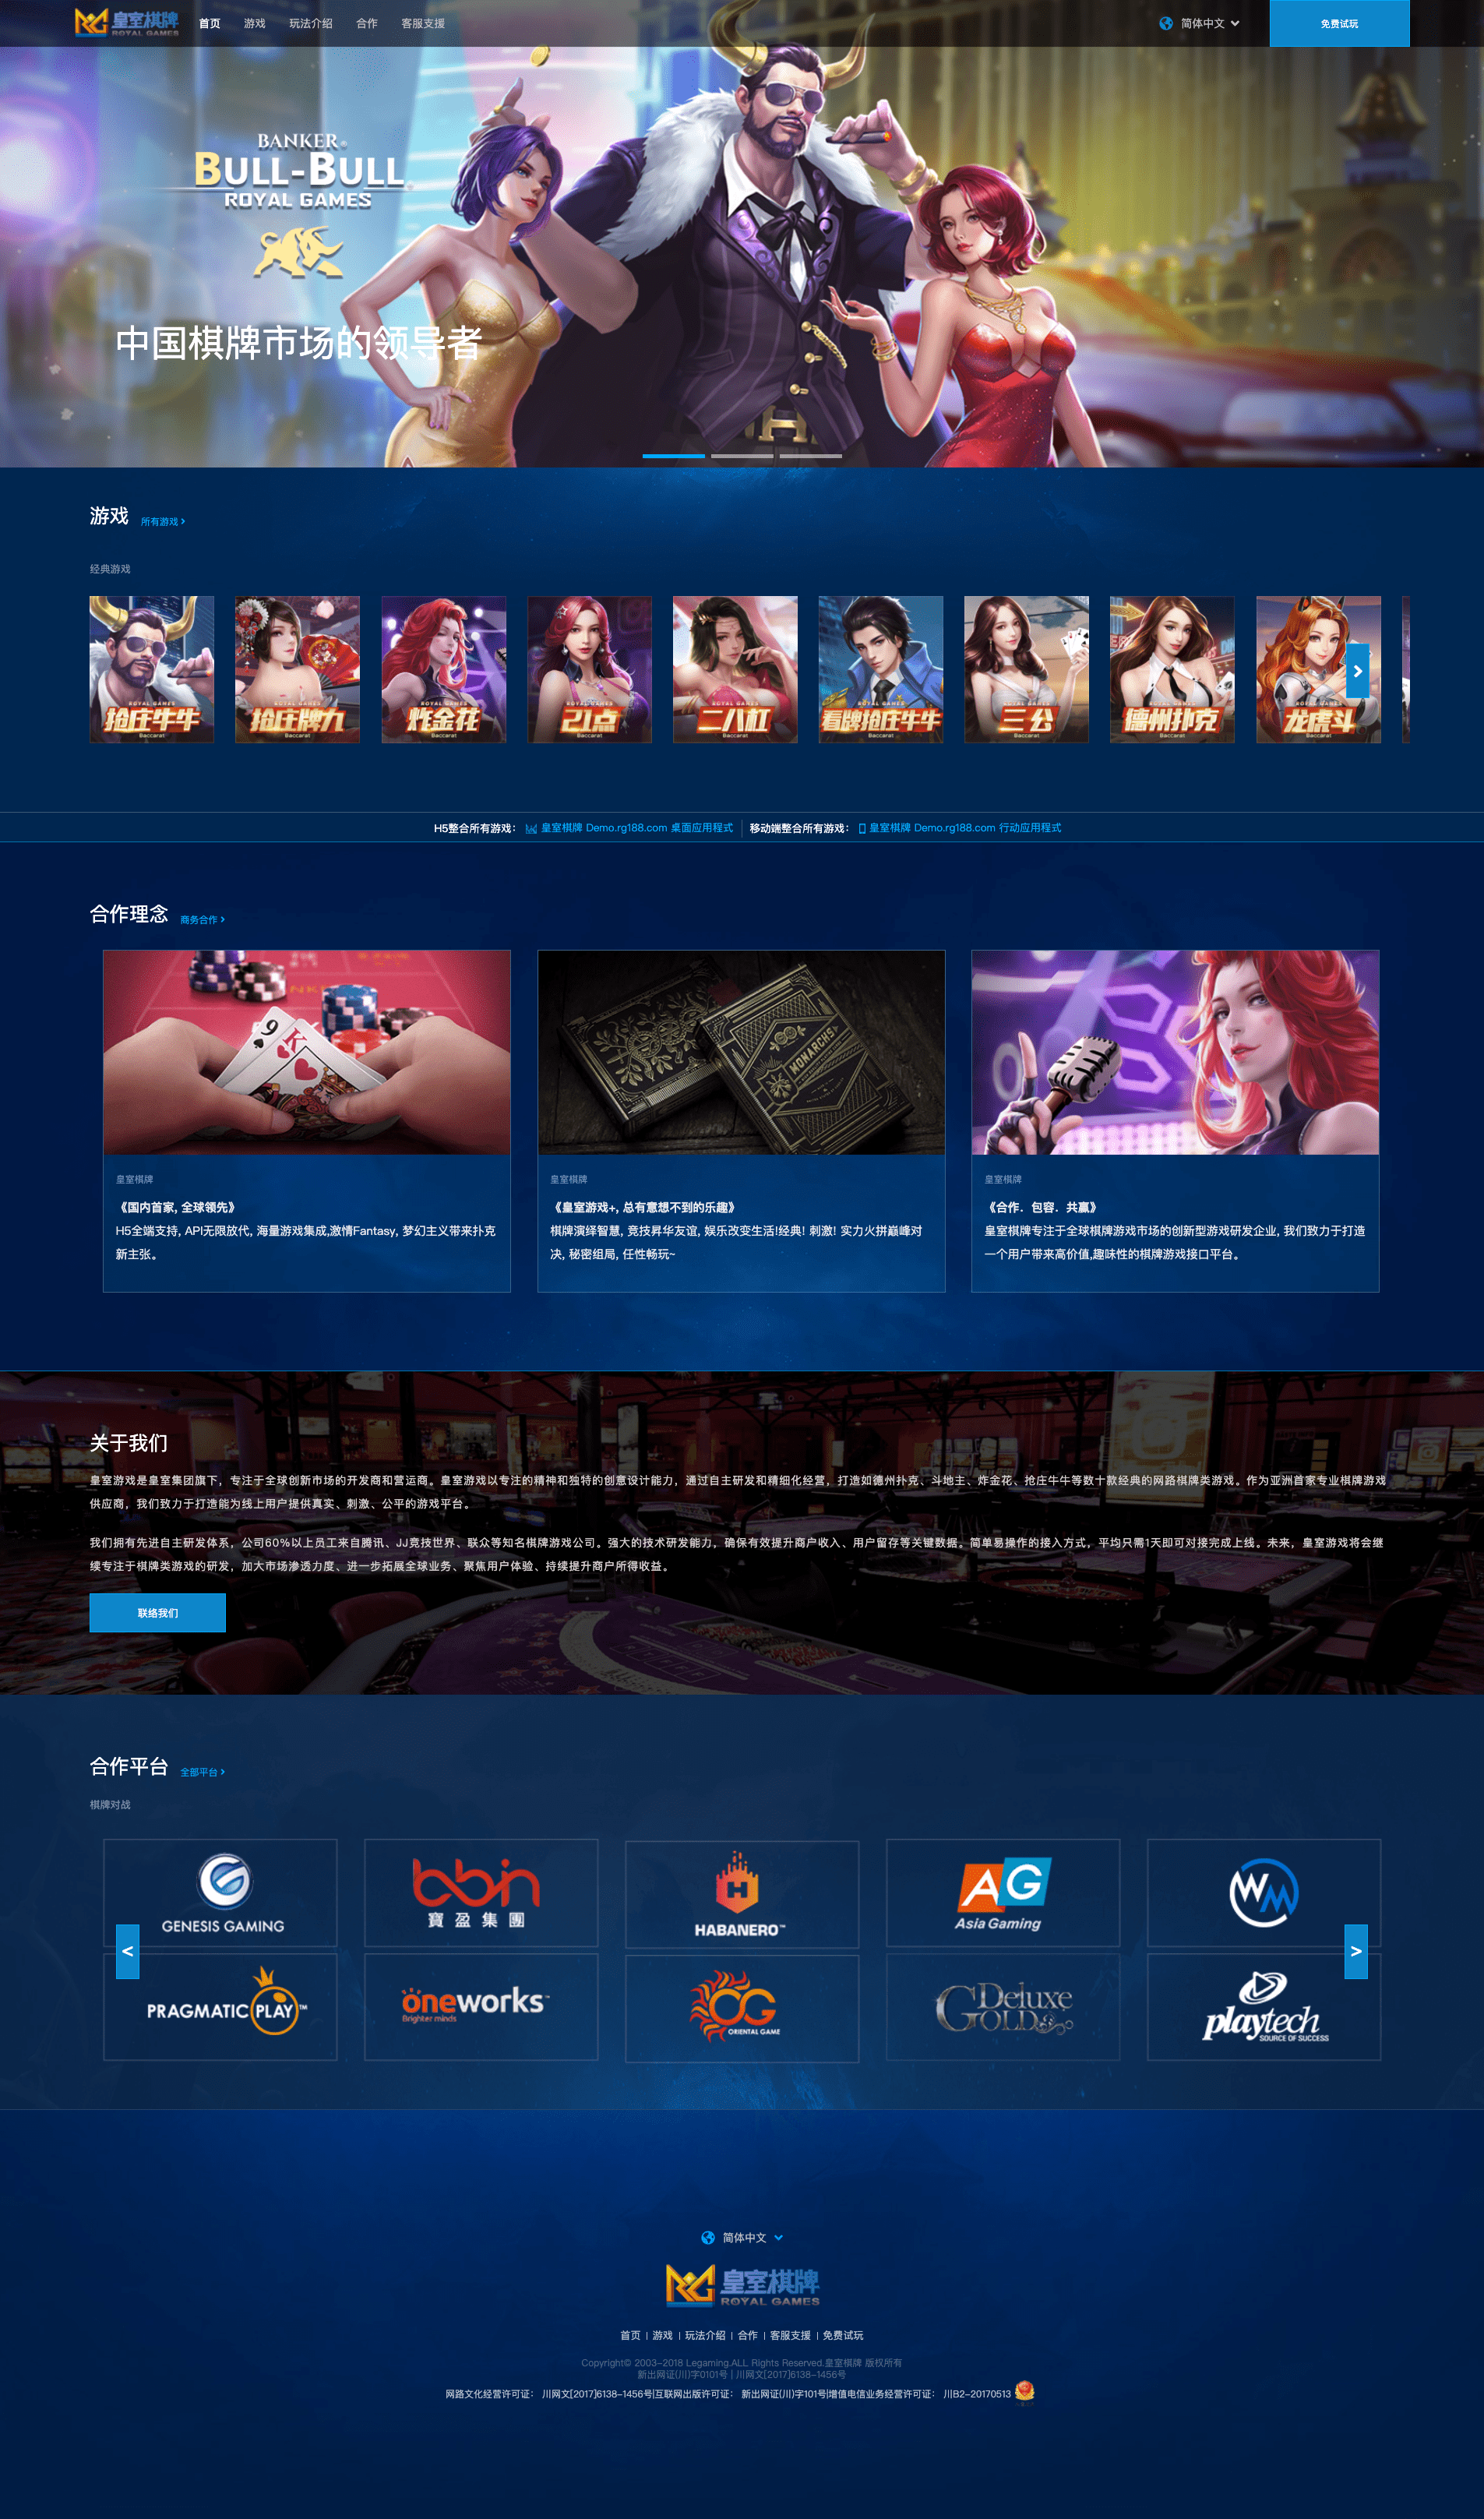 皇室棋牌
ROYAL GAMES
首页
游戏
玩法介绍
合作
客服支援
简体中文
免费试玩
BANKER
BULL-BULL
ROYAL GAMES
中国棋牌市场的领导者
游戏
所有游戏
经典游戏
ROYAL GAMES
抢庄牛牛
Baccarat
ROYAL GAMES
抢庄牌九
Baccarat
ROYAL GAMES
炸金花
Baccarat
ROYAL GAMES
21点
Baccarat
ROYAL GAMES
二八杠
Baccarat
ROYAL GAMES
看牌抢庄牛牛
Baccarat
ROYAL GAMES
三公
Baccarat
ROYAL GAMES
德州扑克
Baccarat
ROYAL GAMES
龙虎斗
Baccarat
H5整合所有游戏： 皇室棋牌 Demo.rg188.com 桌面应用程式 | 移动端整合所有游戏： 皇室棋牌 Demo.rg188.com 行动应用程式
合作理念
商务合作
9
K
皇室棋牌
《国内首家, 全球领先》
H5全端支持, API无限放代, 海量游戏集成,激情Fantasy, 梦幻主义带来扑克
新主张。
MONARCHS
皇室棋牌
《皇室游戏+, 总有意想不到的乐趣》
棋牌演绎智慧, 竞技昇华友谊, 娱乐改变生活!经典! 刺激! 实力火拼巅峰对
决, 秘密组局, 任性畅玩~
皇室棋牌
《合作．包容．共赢》
皇室棋牌专注于全球棋牌游戏市场的创新型游戏研发企业, 我们致力于打造
一个用户带来高价值,趣味性的棋牌游戏接口平台。
关于我们
皇室游戏是皇室集团旗下，专注于全球创新市场的开发商和营运商。皇室游戏以专注的精神和独特的创意设计能力，通过自主研发和精细化经营，打造如德州扑克、斗地主、炸金花、抢庄牛牛等数十款经典的网路棋牌类游戏。作为亚洲首家专业棋牌游戏
供应商，我们致力于打造能为线上用户提供真实、刺激、公平的游戏平台。
我们拥有先进自主研发体系，公司60%以上员工来自腾讯、JJ竞技世界、联众等知名棋牌游戏公司。强大的技术研发能力，确保有效提升商户收入、用户留存等关键数据。简单易操作的接入方式，平均只需1天即可对接完成上线。未来，皇室游戏将会继
续专注于棋牌类游戏的研发，加大市场渗透力度、进一步拓展全球业务、聚焦用户体验、持续提升商户所得收益。
联络我们
合作平台
全部平台
棋牌对战
GENESIS GAMING
bbin
寶盈集團
HABANERO™
AG
Asia Gaming
WM
<
>
PRAGMATIC PLAY™
oneworks™
Brighter minds
OG
ORIENTAL GAME
GOLD Deluxe
playtech
SOURCE OF SUCCESS
简体中文
皇室棋牌
ROYAL GAMES
首页 | 游戏 | 玩法介绍 | 合作 | 客服支援 | 免费试玩
Copyright© 2003-2018 Legaming.ALL Rights Reserved.皇室棋牌 版权所有
新出网证(川)字0101号 | 川网文[2017]6138-1456号
网路文化经营许可证： 川网文[2017]6138-1456号|互联网出版许可证： 新出网证(川)字101号|增值电信业务经营许可证： 川B2-20170513